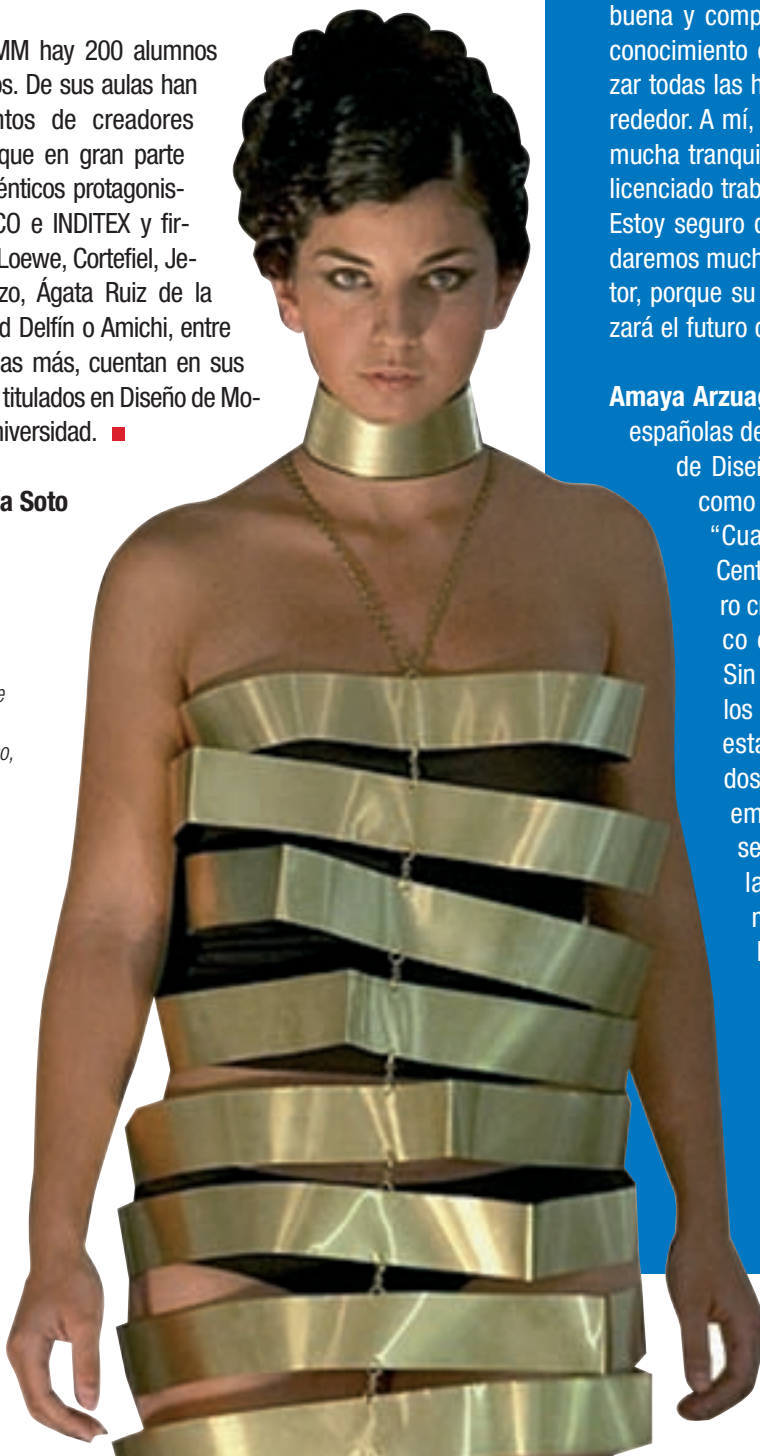 MM hay 200 alumnos
os. De sus aulas han
ntos de creadores
que en gran parte
énticos protagonis-
CO e INDITEX y fir-
Loewe, Cortefiel, Je-
zo, Ágata Ruiz de la
d Delfín o Amichi, entre
as más, cuentan en sus
titulados en Diseño de Mo-
niversidad.
a Soto
e
o,
buena y comp
conocimiento
zar todas las h
rededor. A mí,
mucha tranqui
licenciado trab
Estoy seguro
daremos much
tor, porque su
zará el futuro
Amaya Arzuag
españolas de
de Diseñ
como
“Cua
Cent
ro c
co
Sin
los
esta
dos
em
se
la